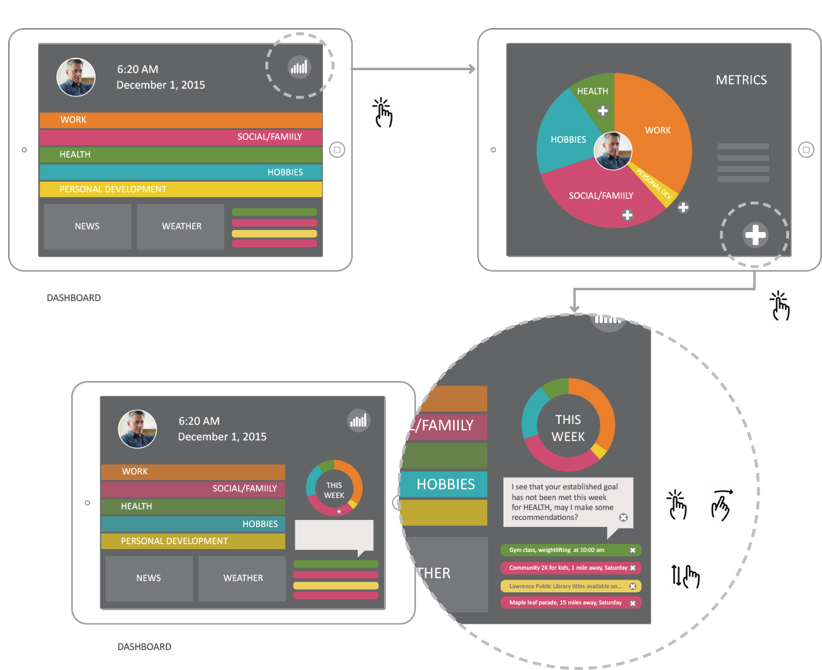 6:20 AM
December 1, 2015
WORK
SOCIAL/FAMIILY
HEALTH
HOBBIES
PERSONAL DEVELOPMENT
NEWS
WEATHER
DASHBOARD
METRICS
HEALTH
WORK
HOBBIES
PERSONAL DEV.
SOCIAL/FAMIILY
6:20 AM
December 1, 2015
WORK
SOCIAL/FAMIILY
HEALTH
HOBBIES
PERSONAL DEVELOPMENT
THIS
WEEK
NEWS
WEATHER
DASHBOARD
L/FAMIILY
HOBBIES
THER
THIS
WEEK
I see that your established goal
has not been met this week
for HEALTH, may I make some
recommendations?
Gym class, weightlifting at 10:00 am
Community 2K for kids, 1 mile away, Saturday
Lawrence Public Library titles available on...
Maple leaf parade, 15 miles away, Saturday